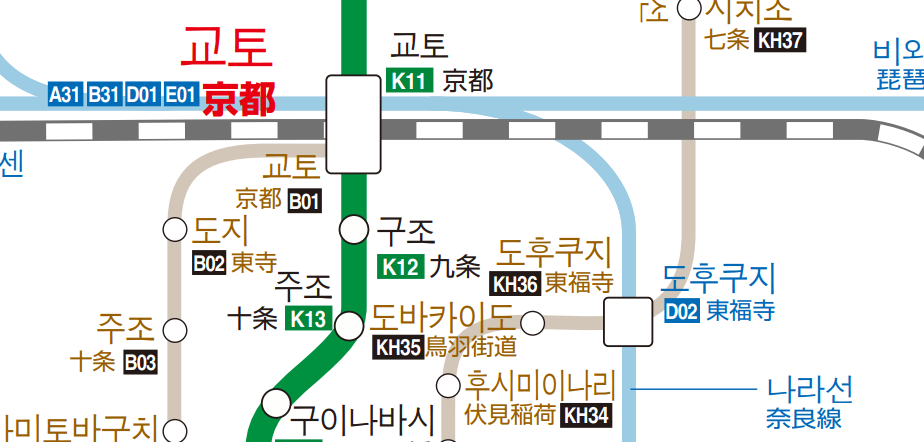 교토
A31 B31 D01 E01 京都
교토
K11 京都
시치조
七条 KH37
琵琶
센
교토
京都 B01
도지
B02 東寺
구조
K12 九条
주조
十条 K13
도후쿠지
KH36 東福寺
도후쿠지
D02 東福寺
주조
十条 B03
도바카이도
KH35 鳥羽街道
후시미이나리
伏見稲荷 KH34
나라선
奈良線
구이나바시
미토바구치